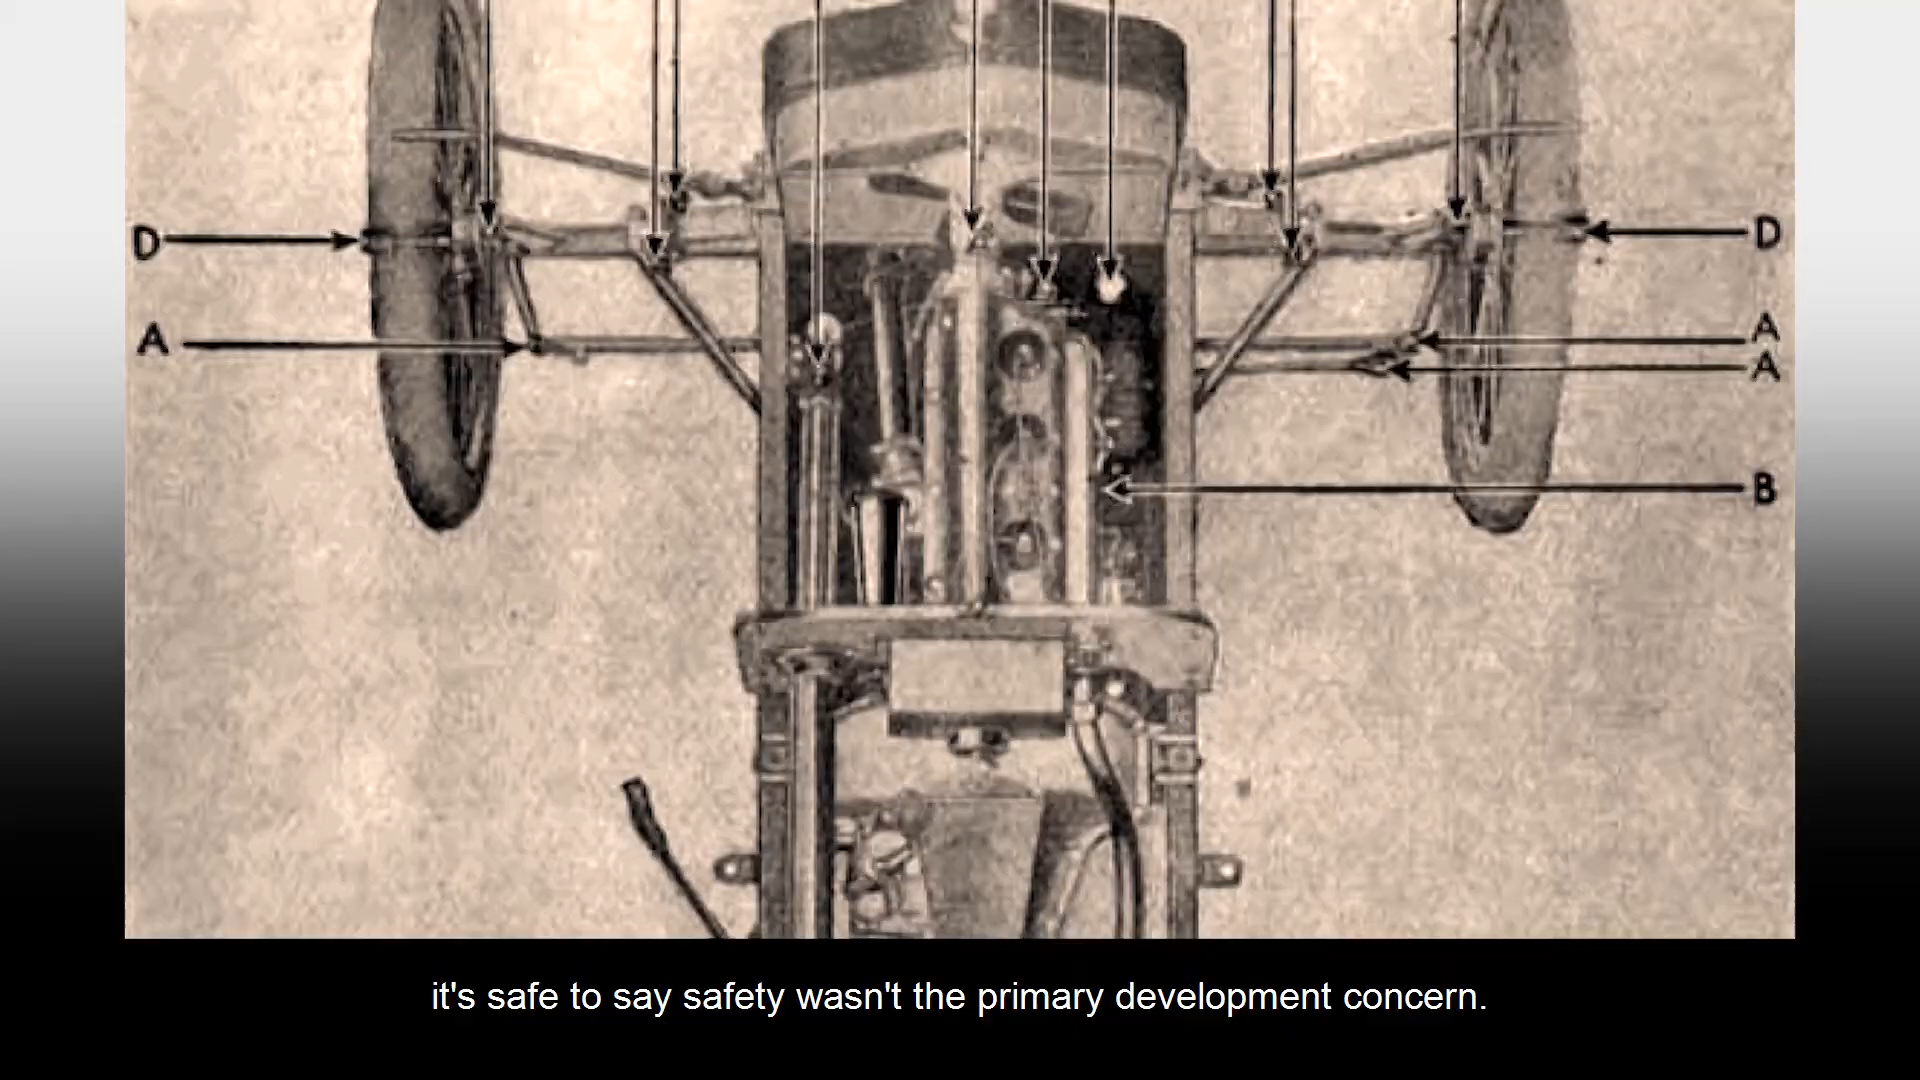 D
D
A
A
A
B
it's safe to say safety wasn't the primary development concern.